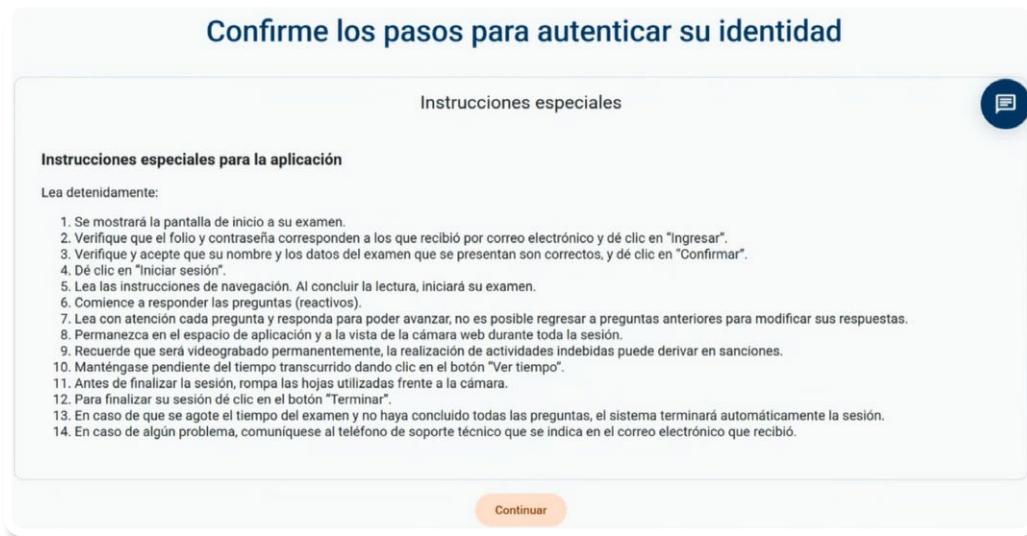 Confirme los pasos para autenticar su identidad
Instrucciones especiales
Instrucciones especiales para la aplicación
Lea detenidamente:
1. Se mostrará la pantalla de inicio a su examen.
2. Verifique que el folio y contraseña corresponden a los que recibió por correo electrónico y dé clic en “Ingresar”.
3. Verifique y acepte que su nombre y los datos del examen que se presentan son correctos, y dé clic en “Confirmar”.
4. Dé clic en “Iniciar sesión”.
5. Lea las instrucciones de navegación. Al concluir la lectura, iniciará su examen.
6. Comience a responder las preguntas (reactivos).
7. Lea con atención cada pregunta y responda para poder avanzar, no es posible regresar a preguntas anteriores para modificar sus respuestas.
8. Permanezca en el espacio de aplicación y a la vista de la cámara web durante toda la sesión.
9. Recuerde que será videograbado permanentemente, la realización de actividades indebidas puede derivar en sanciones.
10. Manténgase pendiente del tiempo transcurrido dando clic en el botón “Ver tiempo”.
11. Antes de finalizar la sesión, rompa las hojas utilizadas frente a la cámara.
12. Para finalizar su sesión dé clic en el botón “Terminar”.
13. En caso de que se agote el tiempo del examen y no haya concluido todas las preguntas, el sistema terminará automáticamente la sesión.
14. En caso de algún problema, comuníquese al teléfono de soporte técnico que se indica en el correo electrónico que recibió.
Continuar